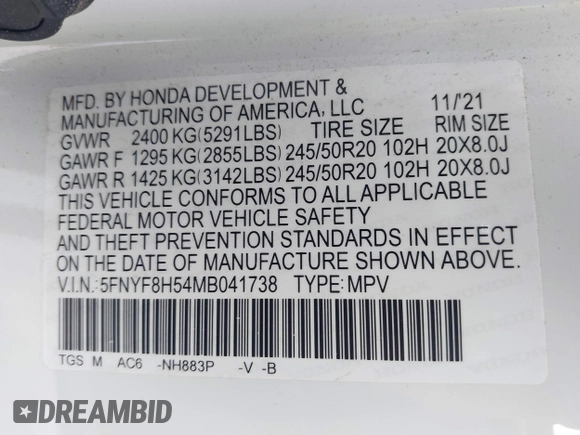 MFD. BY HONDA DEVELOPMENT &
MANUFACTURING OF AMERICA, LLC 11/'21
GVWR 2400 KG(5291LBS) TIRE SIZE RIM SIZE
GAWR F 1295 KG(2855LBS) 245/50R20 102H 20X8.0J
GAWR R 1425 KG(3142LBS) 245/50R20 102H 20X8.0J
THIS VEHICLE CONFORMS TO ALL APPLICABLE
FEDERAL MOTOR VEHICLE SAFETY
AND THEFT PREVENTION STANDARDS IN EFFECT
ON THE DATE OF MANUFACTURE SHOWN ABOVE.
V.I.N.:5FNYF8H54MB041738 TYPE:MPV
TGS M AC6 -NH883P -V -B
DREAMBID